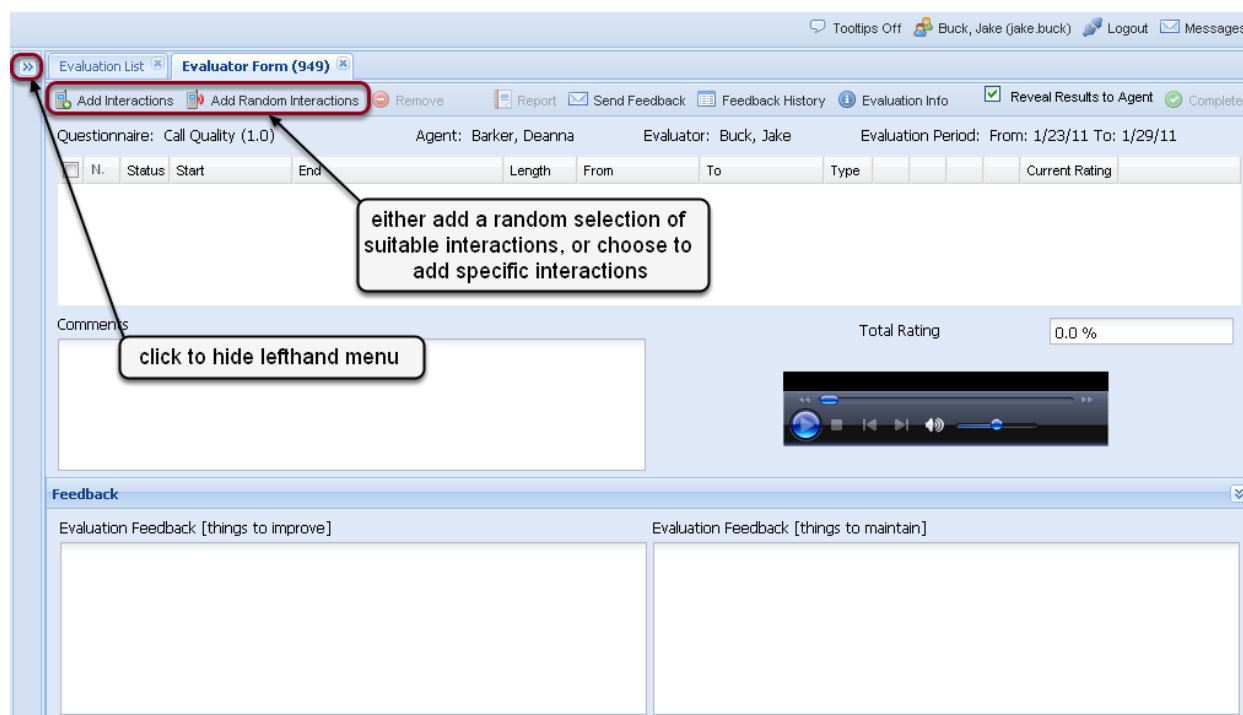 Tooltips Off Buck, Jake (jake.buck) Logout Messages
Evaluation List Evaluator Form (949)
Add Interactions Add Random Interactions Remove Report Send Feedback Feedback History Evaluation Info Reveal Results to Agent Complete
Questionnaire: Call Quality (1.0) Agent: Barker, Deanna Evaluator: Buck, Jake Evaluation Period: From: 1/23/11 To: 1/29/11
N. Status Start End Length From To Type Current Rating
either add a random selection of
suitable interactions, or choose to
add specific interactions
Comments
Total Rating 0.0 %
click to hide lefthand menu
Feedback
Evaluation Feedback [things to improve] Evaluation Feedback [things to maintain]